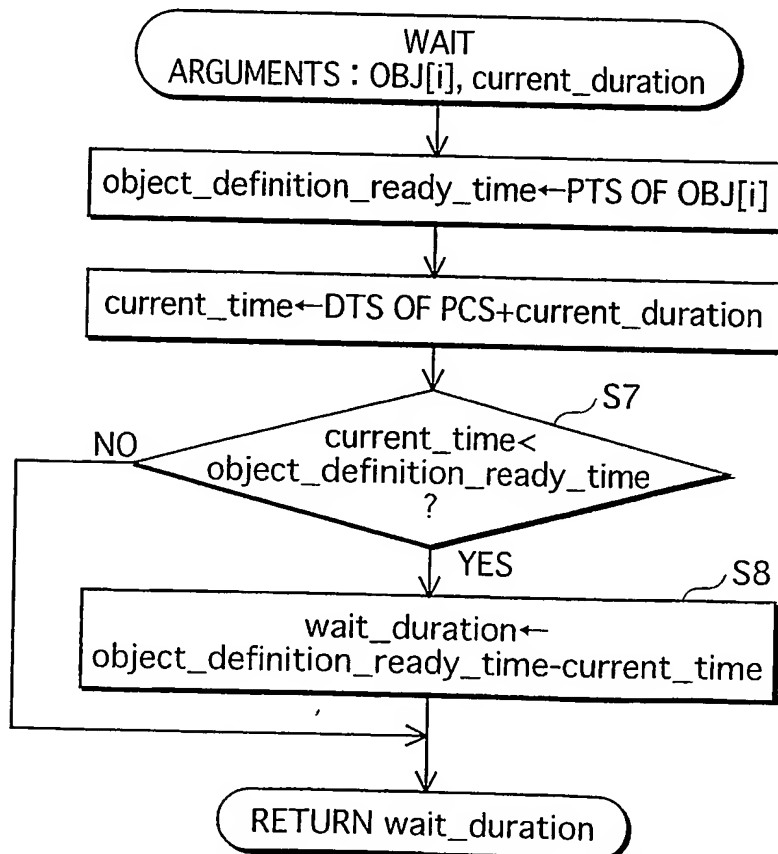 WAIT
ARGUMENTS : OBJ[i], current_duration
object_definition_ready_time←PTS OF OBJ[i]
current_time←DTS OF PCS+current_duration
S7
NO
current_time<
object_definition_ready_time
?
YES
S8
wait_duration←
object_definition_ready_time-current_time
RETURN wait_duration